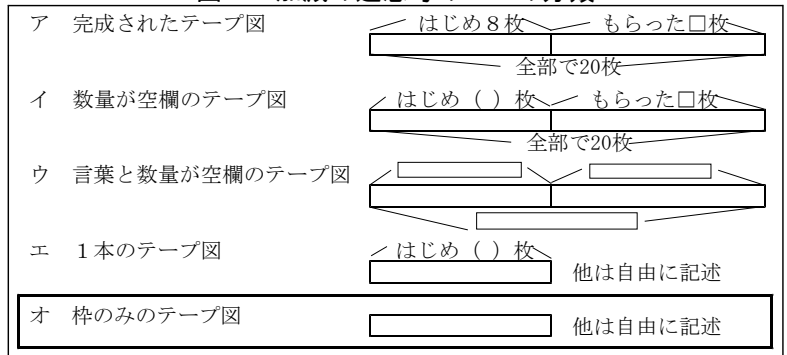 ア 完成されたテープ図 はじめ８枚 もらった□枚
全部で20枚
イ 数量が空欄のテープ図 はじめ（ ）枚 もらった□枚
全部で20枚
ウ 言葉と数量が空欄のテープ図
エ １本のテープ図 はじめ（ ）枚
他は自由に記述
オ 枠のみのテープ図 他は自由に記述